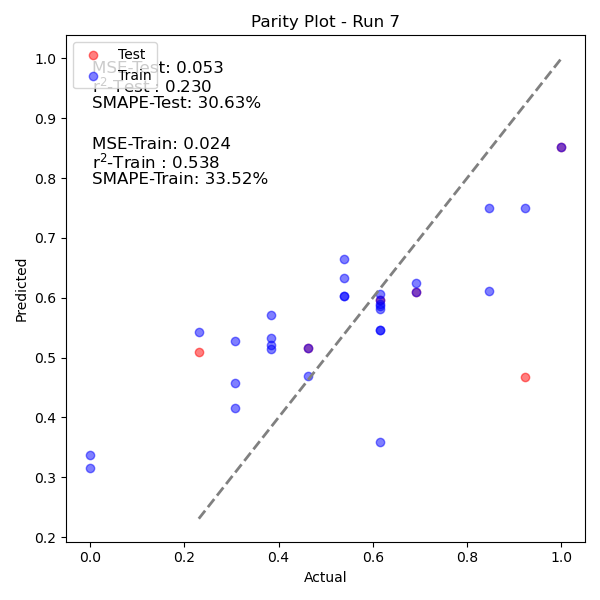 Parity Plot - Run 7
Test
Train
MSE-Test: 0.053
r²-Test : 0.230
SMAPE-Test: 30.63%
MSE-Train: 0.024
r²-Train : 0.538
SMAPE-Train: 33.52%
Predicted
1.0
0.9
0.8
0.7
0.6
0.5
0.4
0.3
0.2
0.0 0.2 0.4 0.6 0.8 1.0
Actual